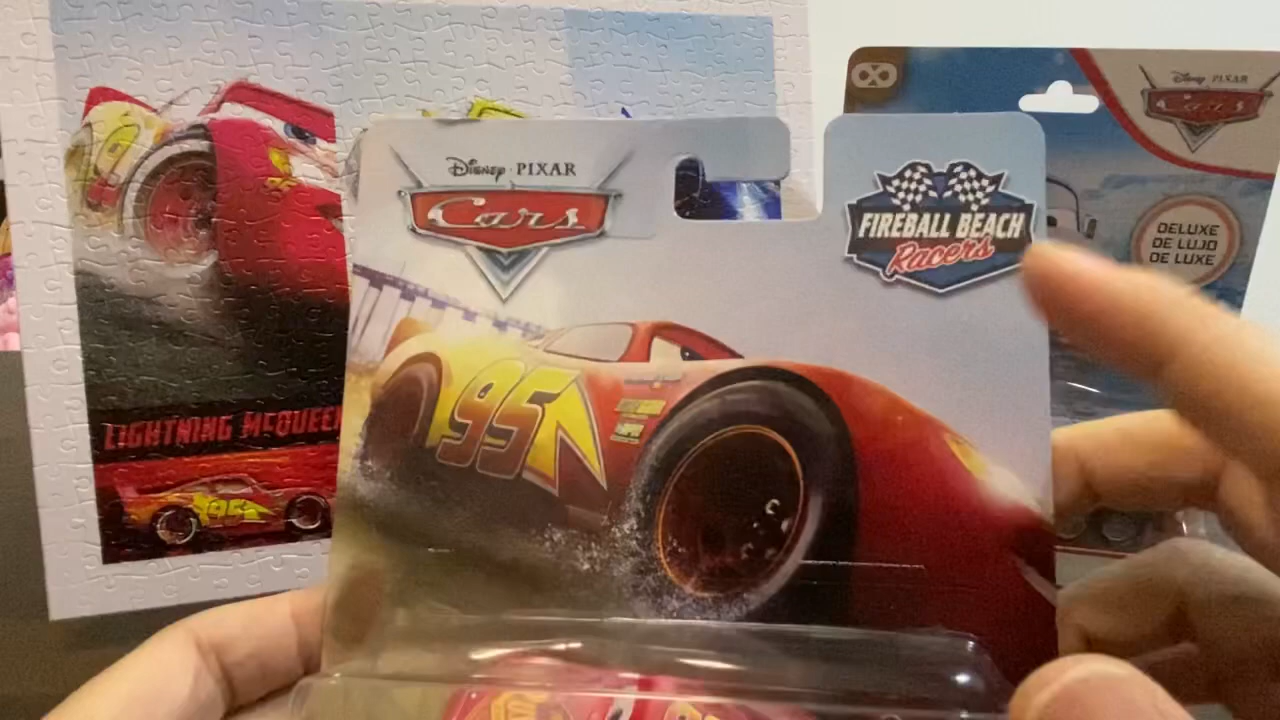 Disney · PIXAR
Cars
FIREBALL BEACH
Racers
95
LIGHTNING McQUEEN
95
Disney PIXAR
Cars
DELUXE
DE LUJO
DE LUXE